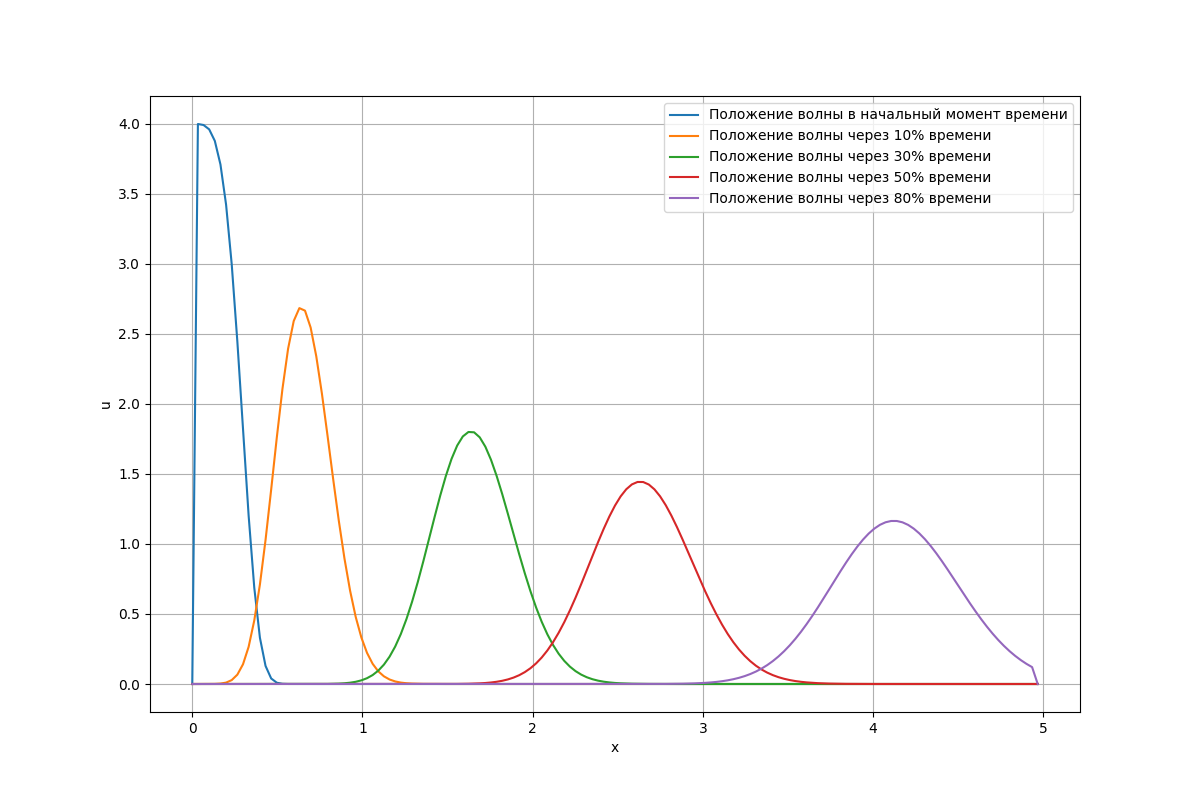 Положение волны в начальный момент времени
Положение волны через 10% времени
Положение волны через 30% времени
Положение волны через 50% времени
Положение волны через 80% времени
4.0
3.5
3.0
2.5
2.0
1.5
1.0
0.5
0.0
u
0 1 2 3 4 5
x